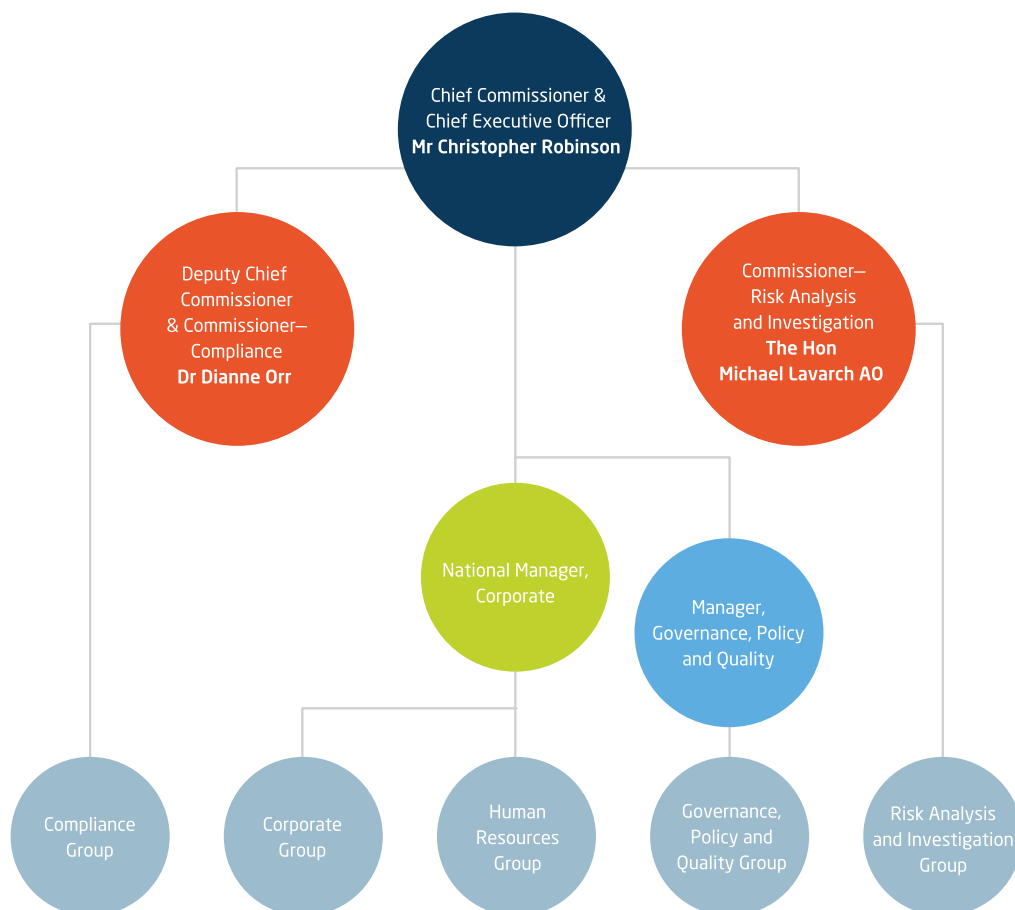 Chief Commissioner &
Chief Executive Officer
Mr Christopher Robinson
Deputy Chief
Commissioner
& Commissioner—
Compliance
Dr Dianne Orr
Commissioner—
Risk Analysis
and Investigation
The Hon
Michael Lavarch AO
National Manager,
Corporate
Manager,
Governance, Policy
and Quality
Compliance
Group
Corporate
Group
Human
Resources
Group
Governance,
Policy and
Quality Group
Risk Analysis
and Investigation
Group